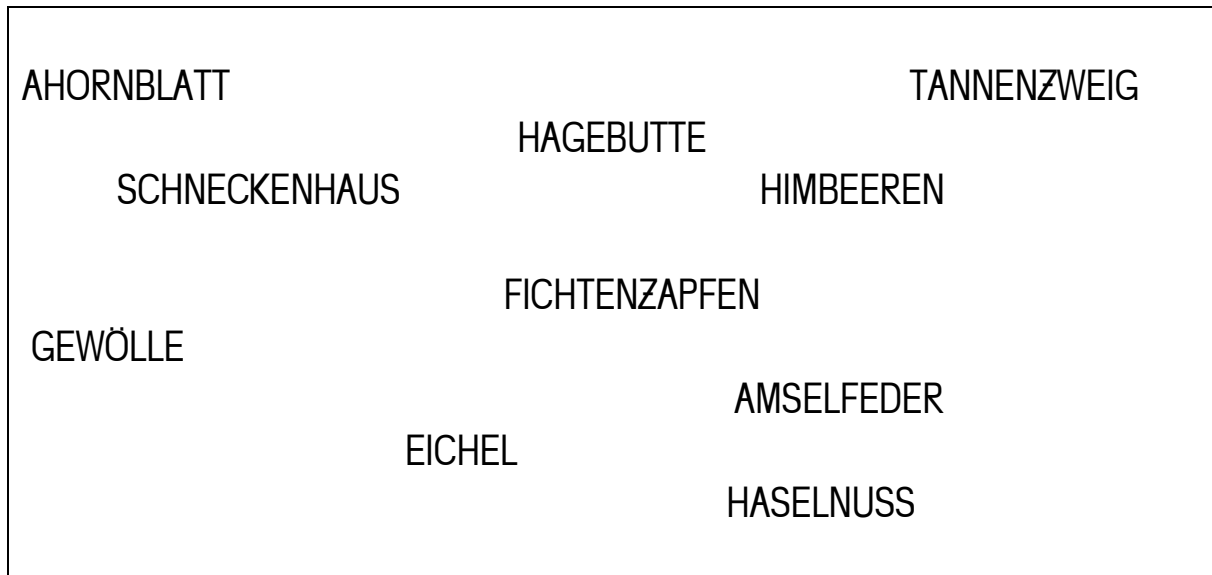 AHORNBLATT TANNENZWEIG
HAGEBUTTE
SCHNECKENHAUS HIMBEEREN
FICHTENZAPFEN
GEWÖLLE
AMSELFEDER
EICHEL
HASELNUSS